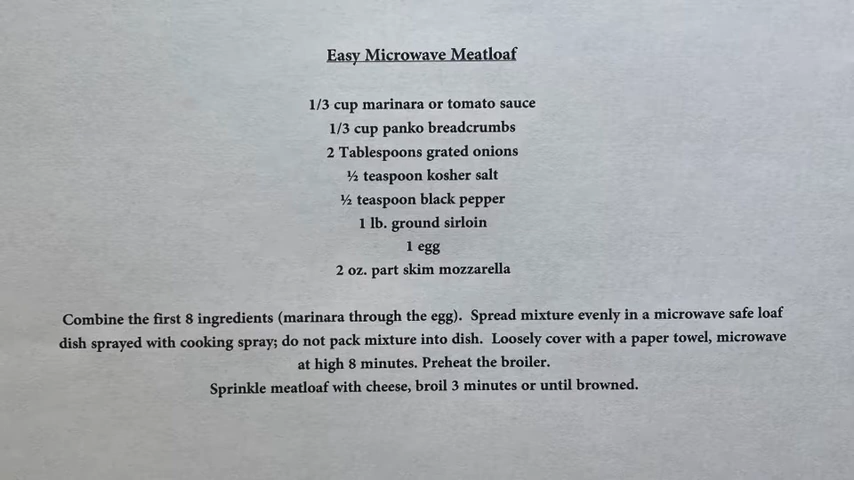 Easy Microwave Meatloaf
1/3 cup marinara or tomato sauce
1/3 cup panko breadcrumbs
2 Tablespoons grated onions
½ teaspoon kosher salt
½ teaspoon black pepper
1 lb. ground sirloin
1 egg
2 oz. part skim mozzarella
Combine the first 8 ingredients (marinara through the egg).  Spread mixture evenly in a microwave safe loaf
dish sprayed with cooking spray; do not pack mixture into dish.  Loosely cover with a paper towel, microwave
at high 8 minutes. Preheat the broiler.
Sprinkle meatloaf with cheese, broil 3 minutes or until browned.